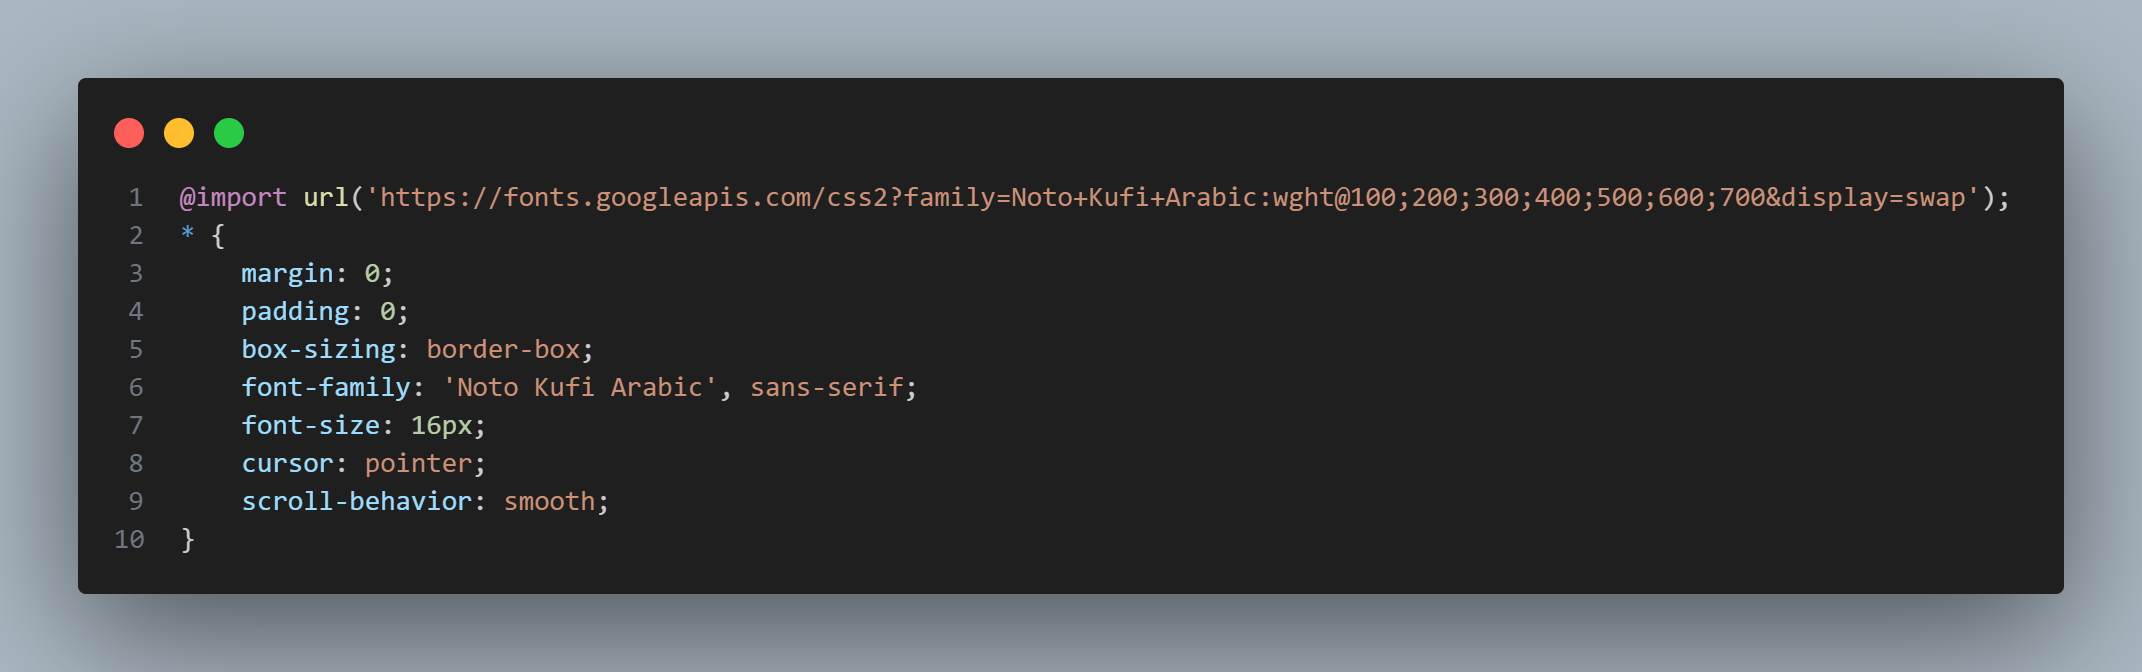 1 @import url('https://fonts.googleapis.com/css2?family=Noto+Kufi+Arabic:wght@100;200;300;400;500;600;700&display=swap');
2 * {
3     margin: 0;
4     padding: 0;
5     box-sizing: border-box;
6     font-family: 'Noto Kufi Arabic', sans-serif;
7     font-size: 16px;
8     cursor: pointer;
9     scroll-behavior: smooth;
10 }